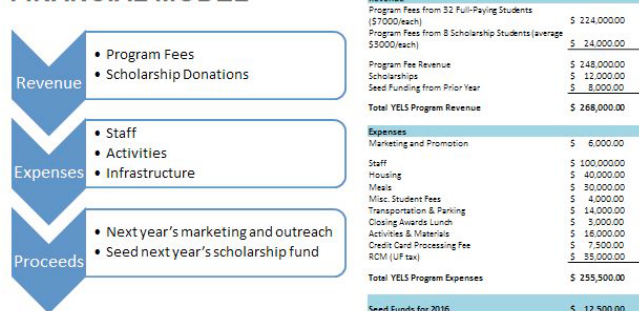 FINANCIAL MODEL
Revenue
• Program Fees
• Scholarship Donations
Expenses
• Staff
• Activities
• Infrastructure
Proceeds
• Next year's marketing and outreach
• Seed next year's scholarship fund
Revenue
Program Fees from 32 Full-Paying Students
($7000/each) $ 224,000.00
Program Fees from 8 Scholarship Students (average
$3000/each) $ 24,000.00
Program Fee Revenue $ 248,000.00
Scholarships $ 12,000.00
Seed Funding from Prior Year $ 8,000.00
Total YELS Program Revenue $ 268,000.00
Expenses
Marketing and Promotion $ 6,000.00
Staff $ 100,000.00
Housing $ 40,000.00
Meals $ 30,000.00
Misc. Student Fees $ 4,000.00
Transportation & Parking $ 14,000.00
Closing Awards Lunch $ 3,000.00
Activities & Materials $ 16,000.00
Credit Card Processing Fee $ 7,500.00
RCM (UF tax) $ 35,000.00
Total YELS Program Expenses $ 255,500.00
Seed Funds for 2016 $ 12,500.00